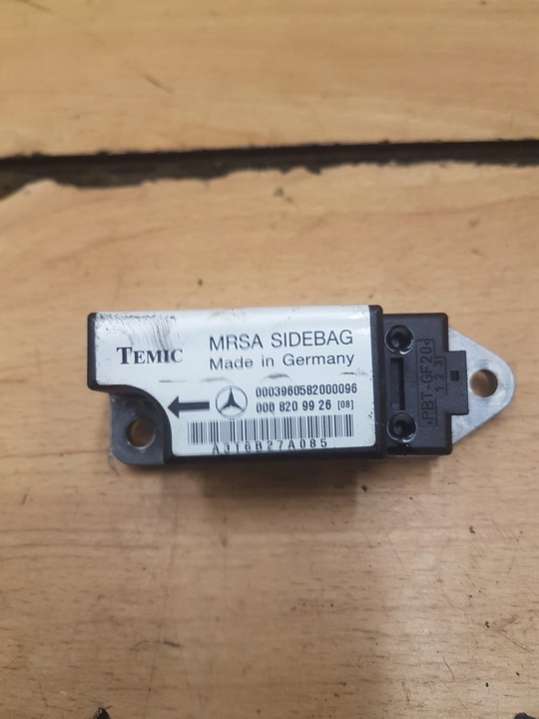 TEMIC
MRSA SIDEBAG
Made in Germany
0003960582000096
000 820 99 26 [08]
A3T6B27A085
>PBT-GF20<